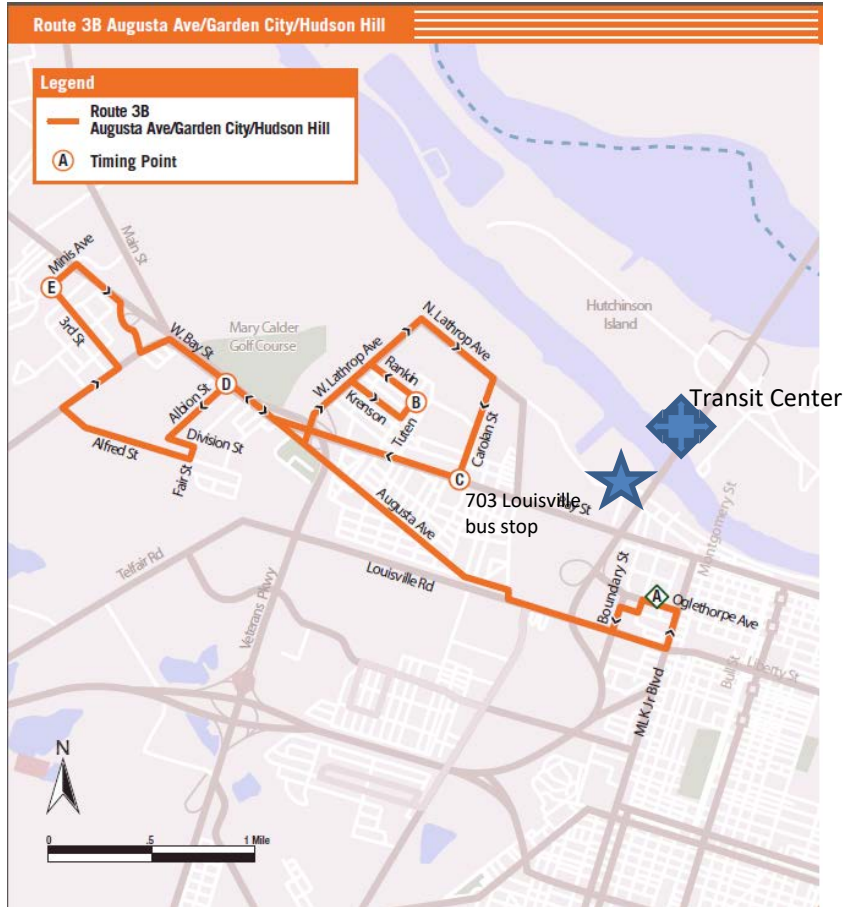 Route 3B Augusta Ave/Garden City/Hudson Hill
Legend
Route 3B
Augusta Ave/Garden City/Hudson Hill
A
Timing Point
Minis Ave
Main St
E
3rd St
W. Bay St
Mary Calder
Golf Course
N. Lathrop Ave
W. Lathrop Ave
Hutchinson
Island
Rankin
D
Albion St
Krenson
B
Tuten
Transit Center
Division St
Alfred St
Fair St
Carolan St
C
703 Louisville
bus stop
Bay St
Augusta Ave
Montgomery St
Telfair Rd
Louisville Rd
Boundary St
A
Oglethorpe Ave
Veterans Pkwy
Bull St
Liberty St
MLK Jr Blvd
N
0 .5 1 Mile